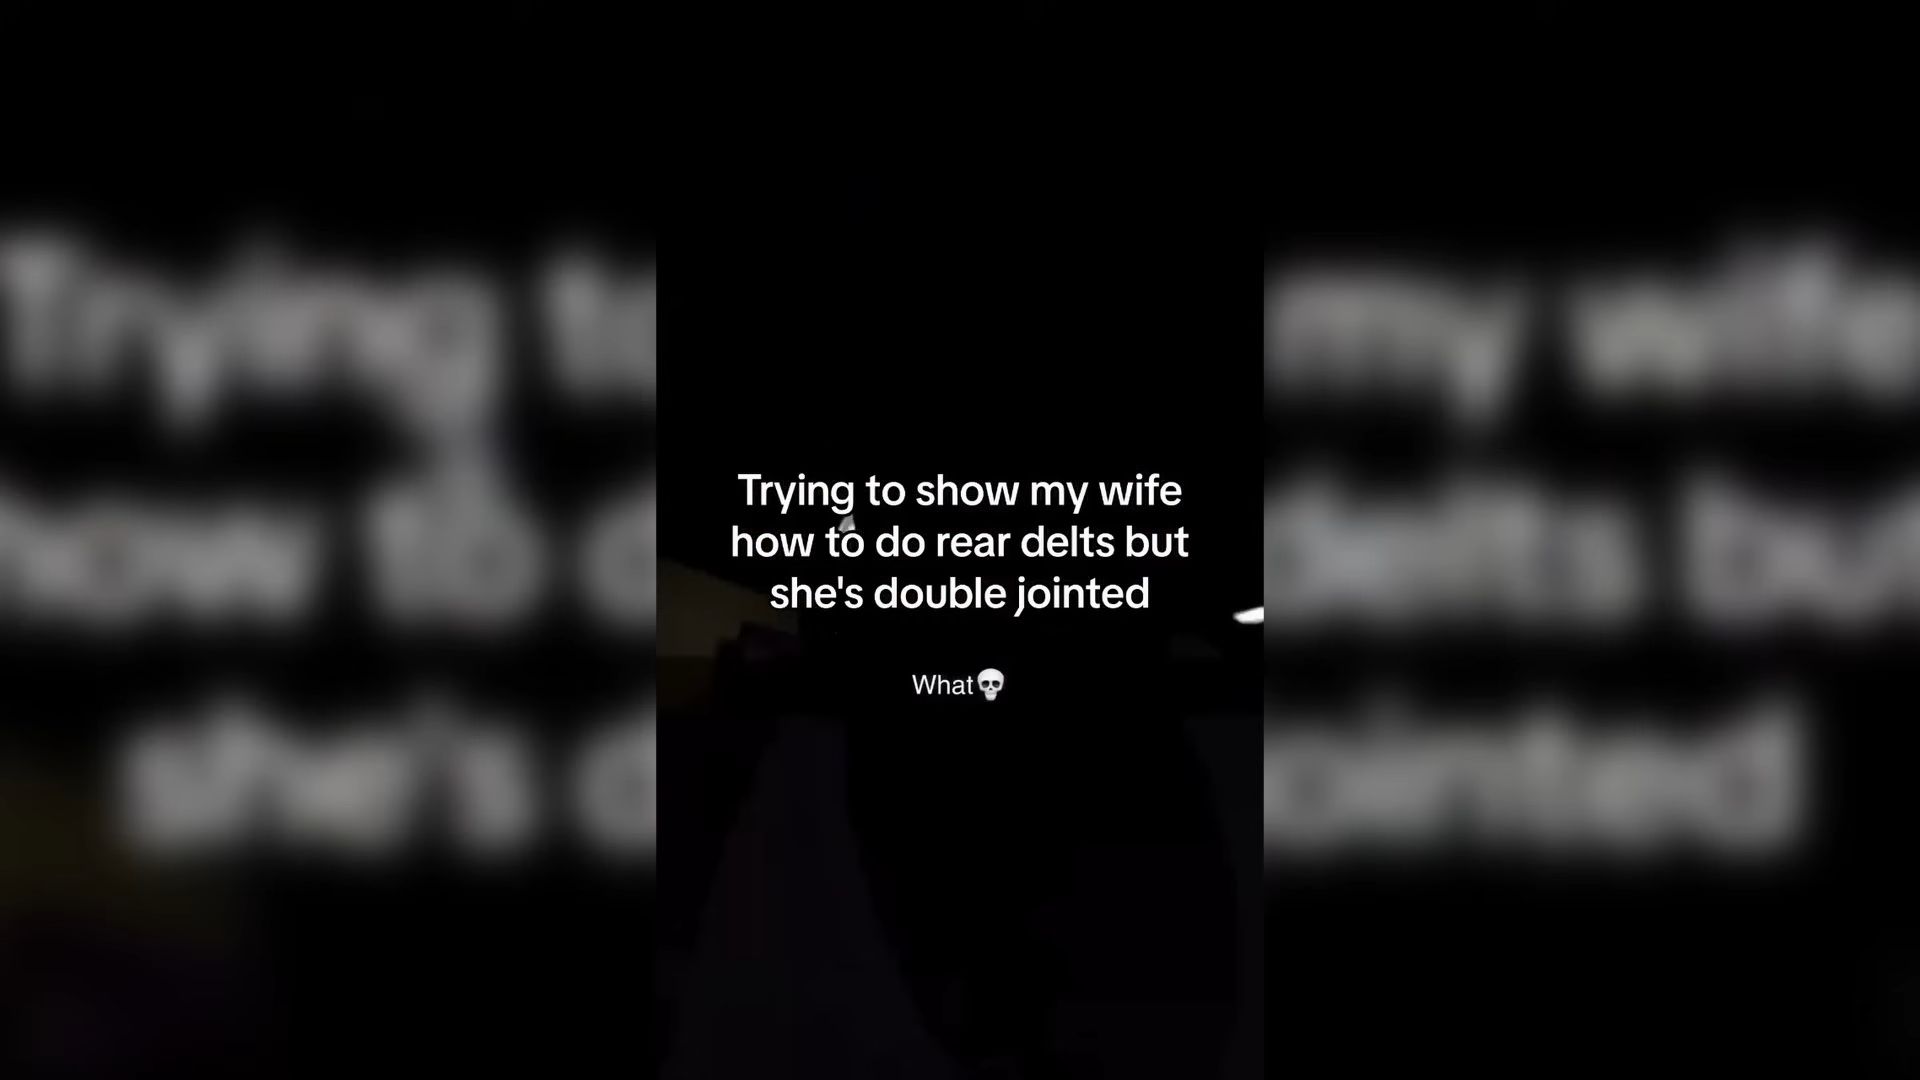 Trying to show my wife
how to do rear delts but
she's double jointed
What💀